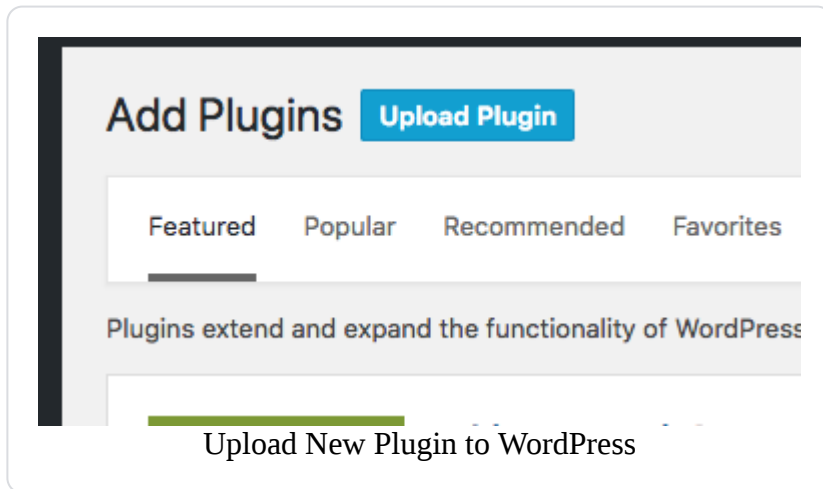 Add Plugins Upload Plugin
Featured Popular Recommended Favorites
Plugins extend and expand the functionality of WordPress
Upload New Plugin to WordPress